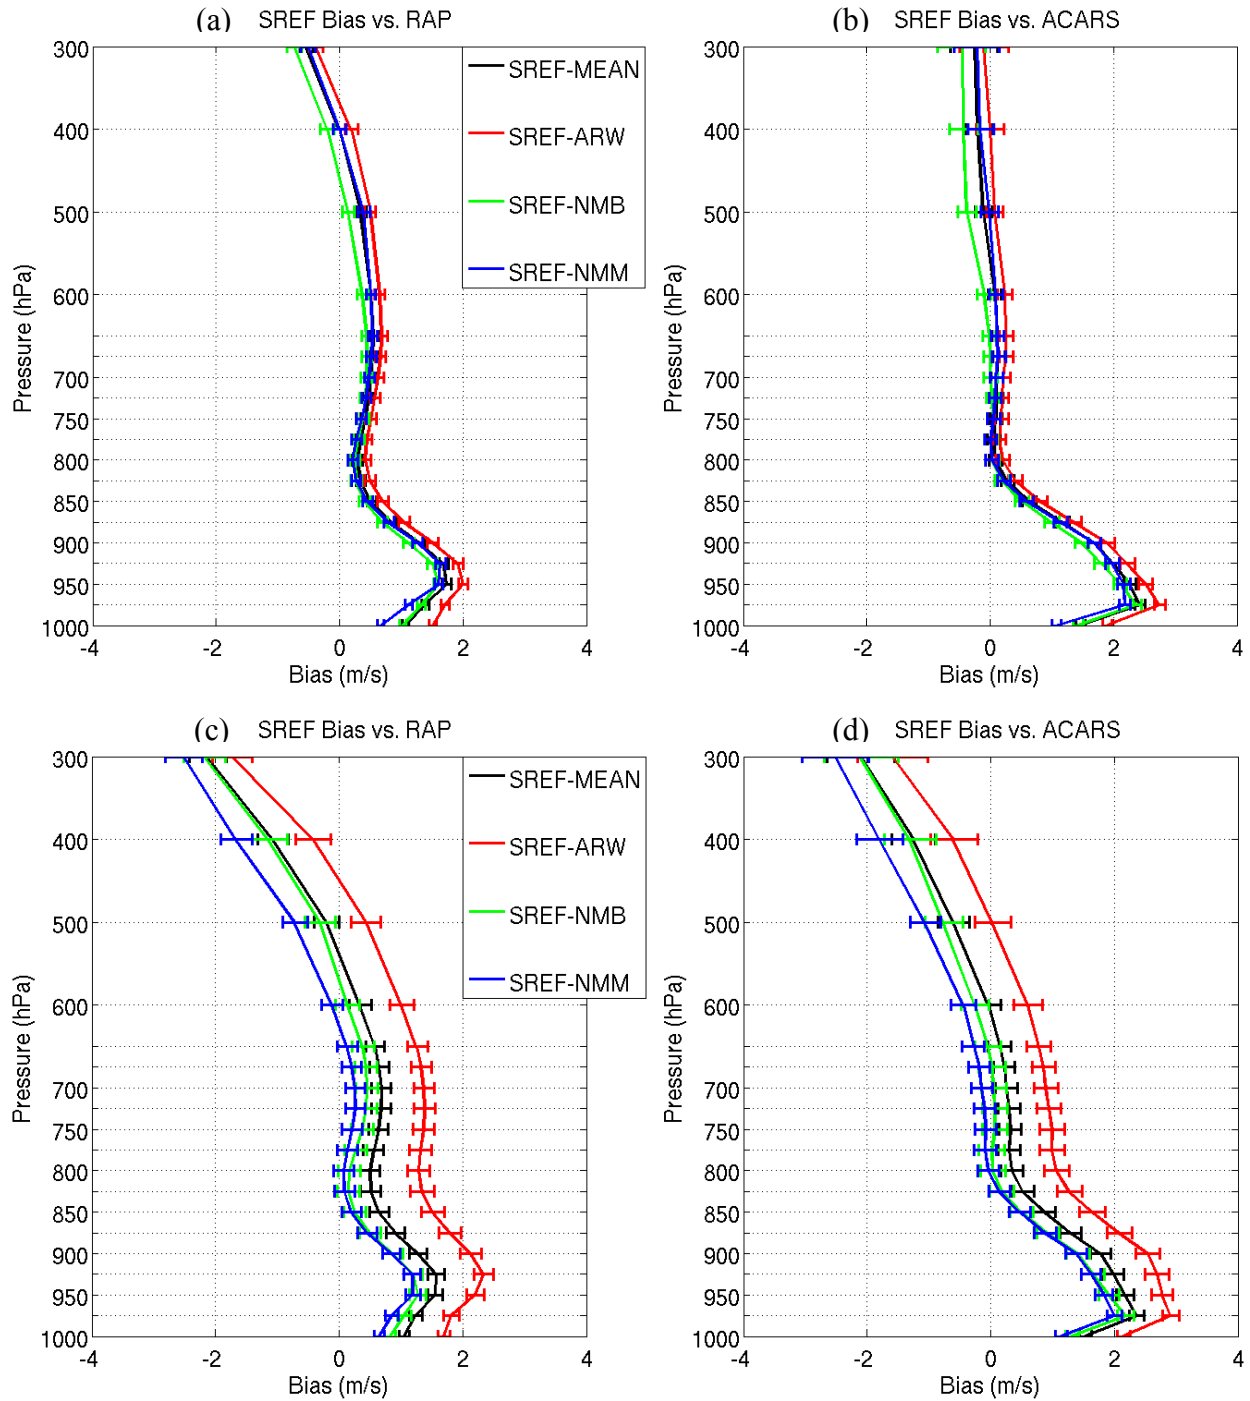 (a) SREF Bias vs. RAP
300
400
500
600
700
750
800
850
900
950
1000
Pressure (hPa)
-4 -2 0 2 4
Bias (m/s)
SREF-MEAN
SREF-ARW
SREF-NMB
SREF-NMM
(b) SREF Bias vs. ACARS
300
400
500
600
700
750
800
850
900
950
1000
Pressure (hPa)
-4 -2 0 2 4
Bias (m/s)
(c) SREF Bias vs. RAP
300
400
500
600
700
750
800
850
900
950
1000
Pressure (hPa)
-4 -2 0 2 4
Bias (m/s)
SREF-MEAN
SREF-ARW
SREF-NMB
SREF-NMM
(d) SREF Bias vs. ACARS
300
400
500
600
700
750
800
850
900
950
1000
Pressure (hPa)
-4 -2 0 2 4
Bias (m/s)